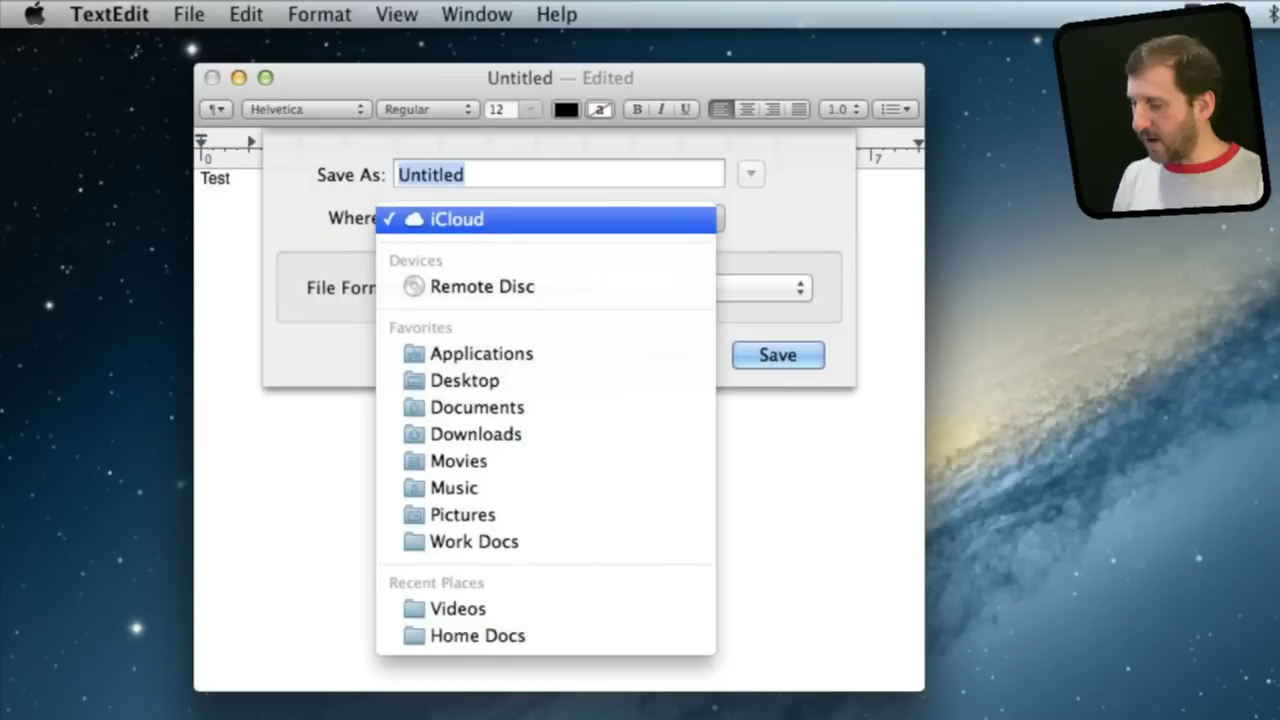 TextEdit File Edit Format View Window Help
Untitled — Edited
Helvetica Regular 12 a B I U 1.0
0 7
Test
Save As: Untitled
Where ✓ iCloud
Devices
File Form Remote Disc
Favorites
Applications
Save
Desktop
Documents
Downloads
Movies
Music
Pictures
Work Docs
Recent Places
Videos
Home Docs